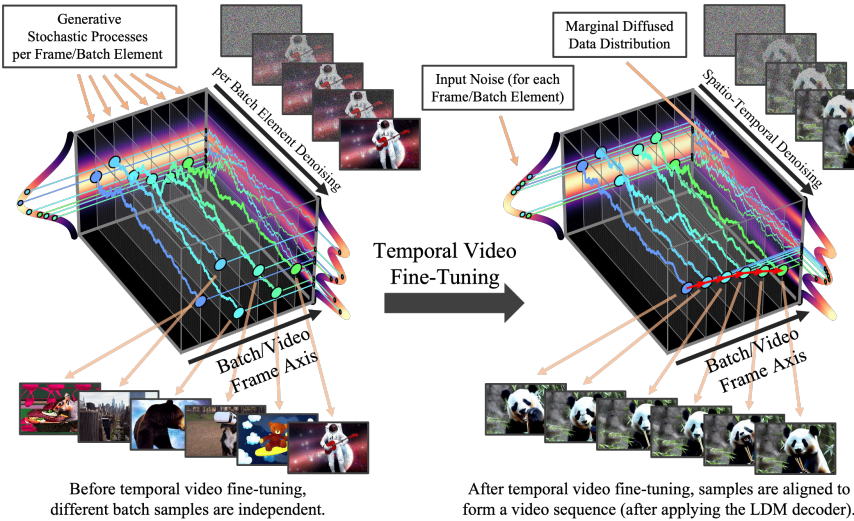 Generative
Stochastic Processes
per Frame/Batch Element
per Batch Element Denoising
Batch/Video
Frame Axis
Before temporal video fine-tuning,
different batch samples are independent.
Temporal Video
Fine-Tuning
Marginal Diffused
Data Distribution
Input Noise (for each
Frame/Batch Element)
Spatio-Temporal Denoising
Batch/Video
Frame Axis
After temporal video fine-tuning, samples are aligned to
form a video sequence (after applying the LDM decoder).